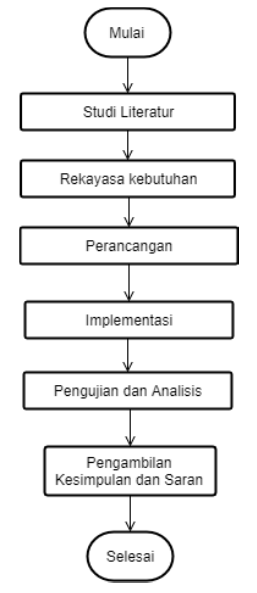 Mulai
Studi Literatur
Rekayasa kebutuhan
Perancangan
Implementasi
Pengujian dan Analisis
Pengambilan
Kesimpulan dan Saran
Selesai